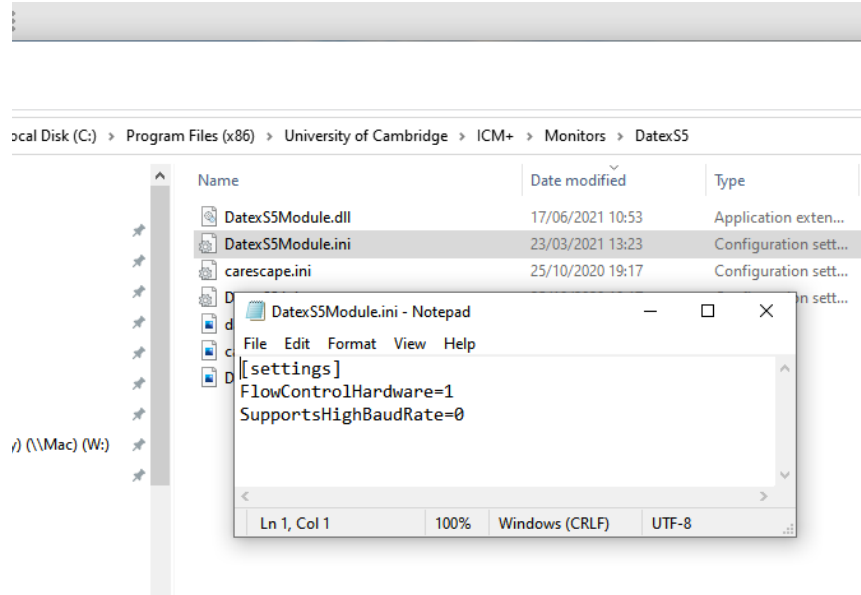 ocal Disk (C:) > Program Files (x86) > University of Cambridge > ICM+ > Monitors > DatexS5
Name Date modified Type
DatexS5Module.dll 17/06/2021 10:53 Application exten...
DatexS5Module.ini 23/03/2021 13:23 Configuration sett...
carescape.ini 25/10/2020 19:17 Configuration sett...
D n sett...
d
ca
D
DatexS5Module.ini - Notepad
File Edit Format View Help
[settings]
FlowControlHardware=1
SupportsHighBaudRate=0
y) (\\Mac) (W:)
Ln 1, Col 1 100% Windows (CRLF) UTF-8